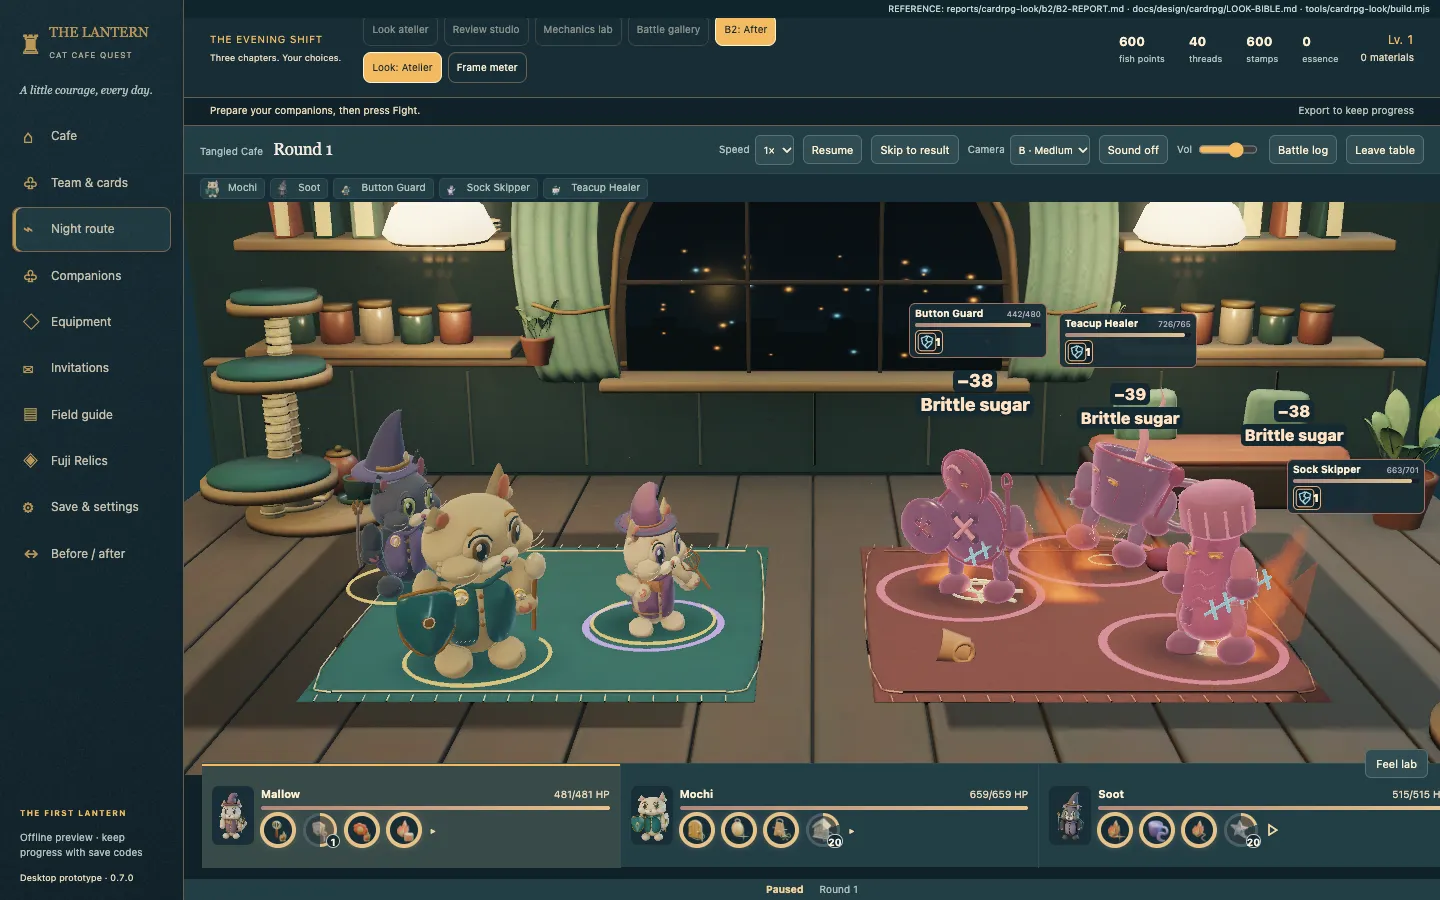 REFERENCE: reports/cardrpg-look/b2/B2-REPORT.md · docs/design/cardrpg/LOOK-BIBLE.md · tools/cardrpg-look/build.mjs
THE LANTERN
CAT CAFE QUEST
A little courage, every day.
Cafe
Team & cards
Night route
Companions
Equipment
Invitations
Field guide
Fuji Relics
Save & settings
Before / after
THE FIRST LANTERN
Offline preview · keep
progress with save codes
Desktop prototype · 0.7.0
THE EVENING SHIFT
Three chapters. Your choices.
Look atelier
Review studio
Mechanics lab
Battle gallery
B2: After
Look: Atelier
Frame meter
600 fish points
40 threads
600 stamps
0 essence
Lv. 1
0 materials
Prepare your companions, then press Fight.
Export to keep progress
Tangled Cafe Round 1
Speed 1x Resume Skip to result Camera B · Medium Sound off Vol Battle log Leave table
Mochi Soot Button Guard Sock Skipper Teacup Healer
Button Guard 442/480
1
Teacup Healer 726/765
1
−38
Brittle sugar
−39
Brittle sugar
−38
Brittle sugar
Sock Skipper 663/701
1
Feel lab
Mallow 481/481 HP
1
Mochi 659/659 HP
20
Soot 515/515 H
20
Paused Round 1